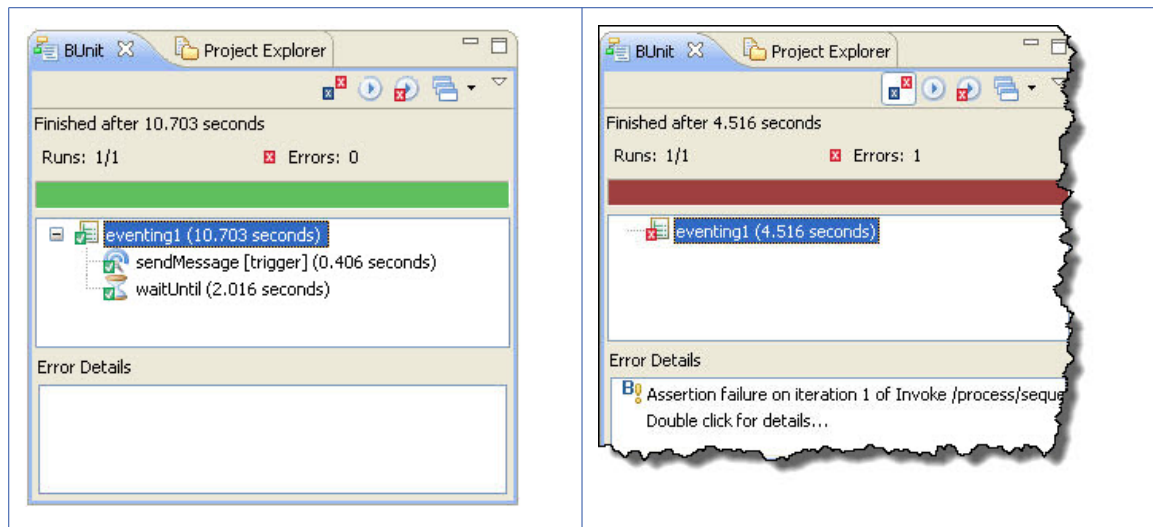 BUnit Project Explorer
Finished after 10.703 seconds
Runs: 1/1 Errors: 0
eventing1 (10.703 seconds)
sendMessage [trigger] (0.406 seconds)
waitUntil (2.016 seconds)
Error Details
BUnit Project Explorer
Finished after 4.516 seconds
Runs: 1/1 Errors: 1
eventing1 (4.516 seconds)
Error Details
Assertion failure on iteration 1 of Invoke /process/seque
Double click for details...